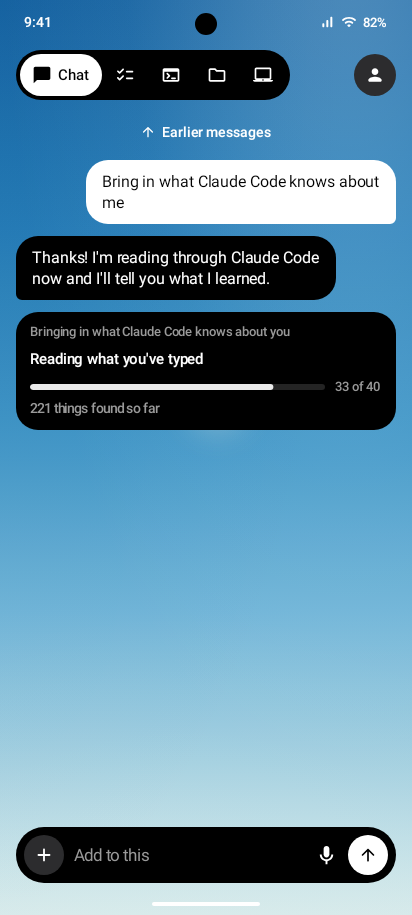 9:41
82%
Chat
Earlier messages
Bring in what Claude Code knows about
me
Thanks! I'm reading through Claude Code
now and I'll tell you what I learned.
Bringing in what Claude Code knows about you
Reading what you've typed
33 of 40
221 things found so far
Add to this